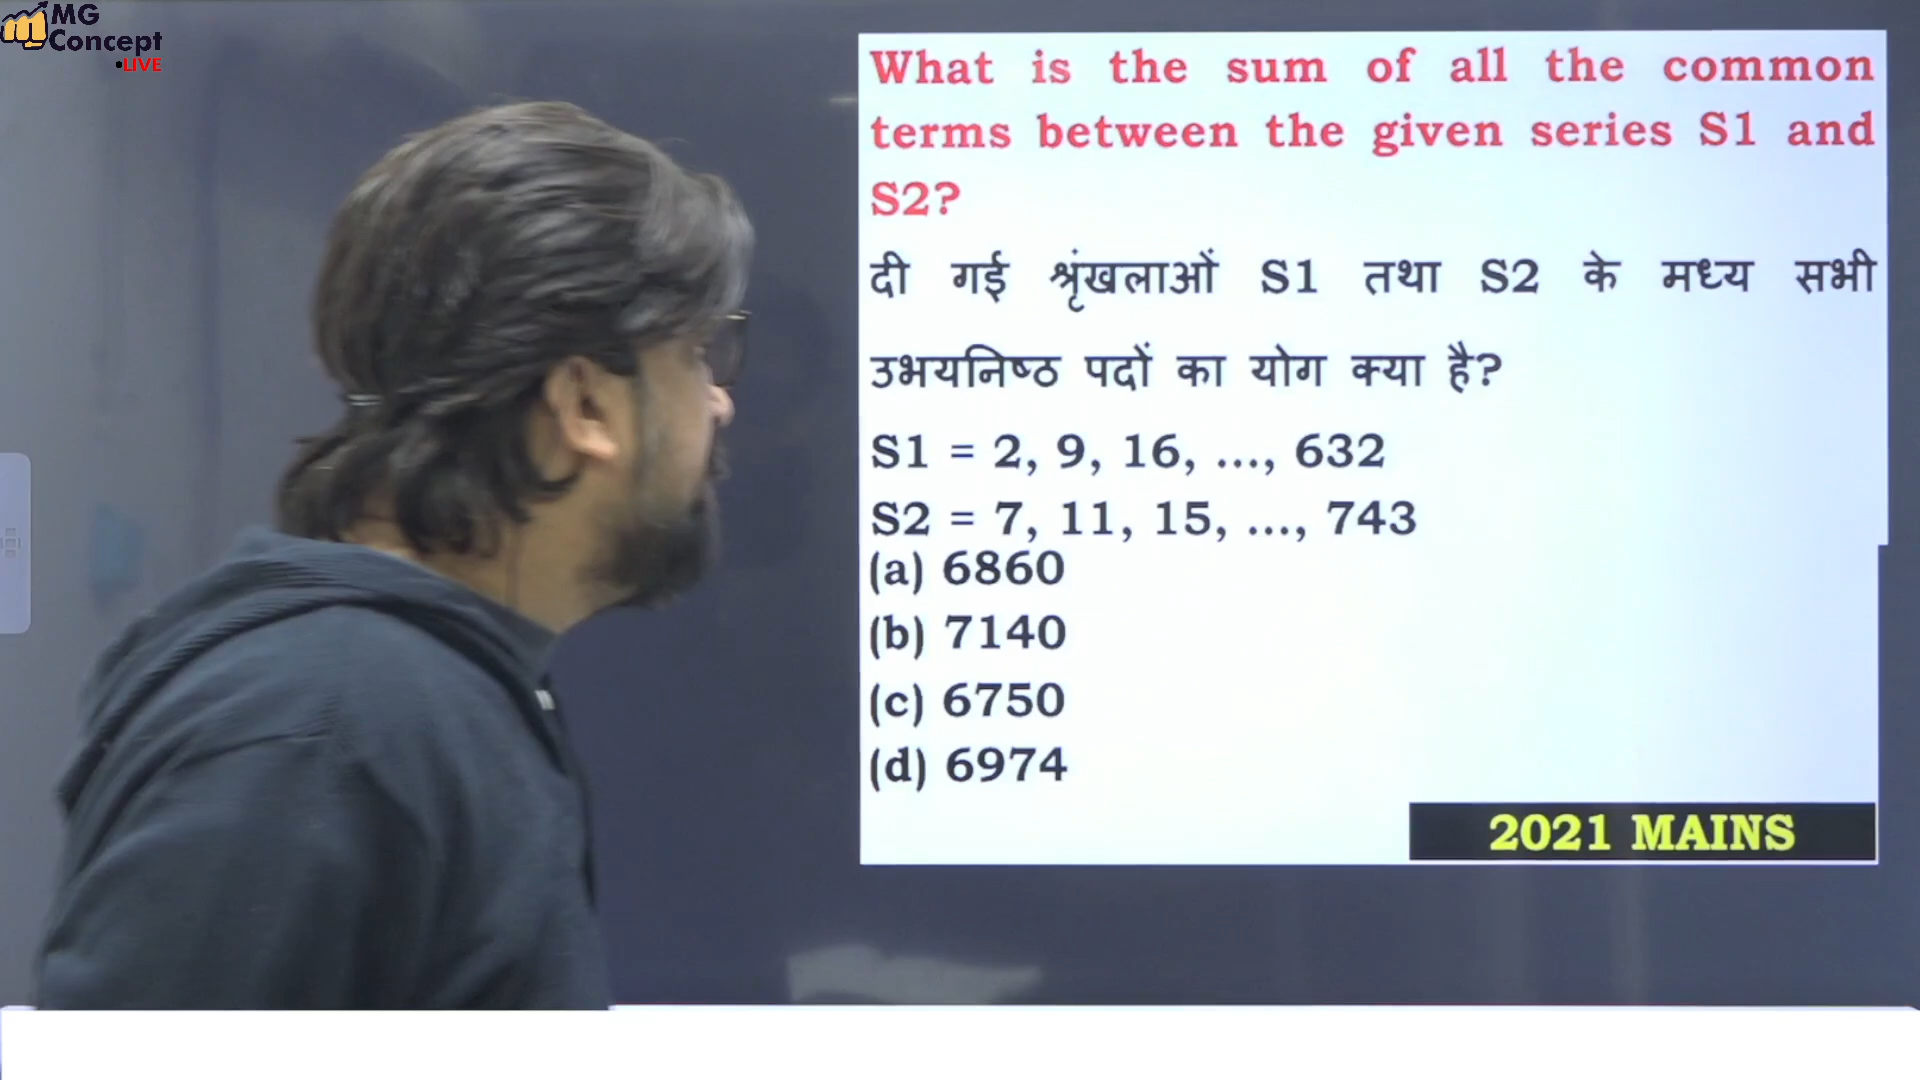 MG
Concept
•LIVE
What is the sum of all the common
terms between the given series S1 and
S2?
दी गई श्रृंखलाओं S1 तथा S2 के मध्य सभी
उभयनिष्ठ पदों का योग क्या है?
S1 = 2, 9, 16, ..., 632
S2 = 7, 11, 15, ..., 743
(a) 6860
(b) 7140
(c) 6750
(d) 6974
2021 MAINS